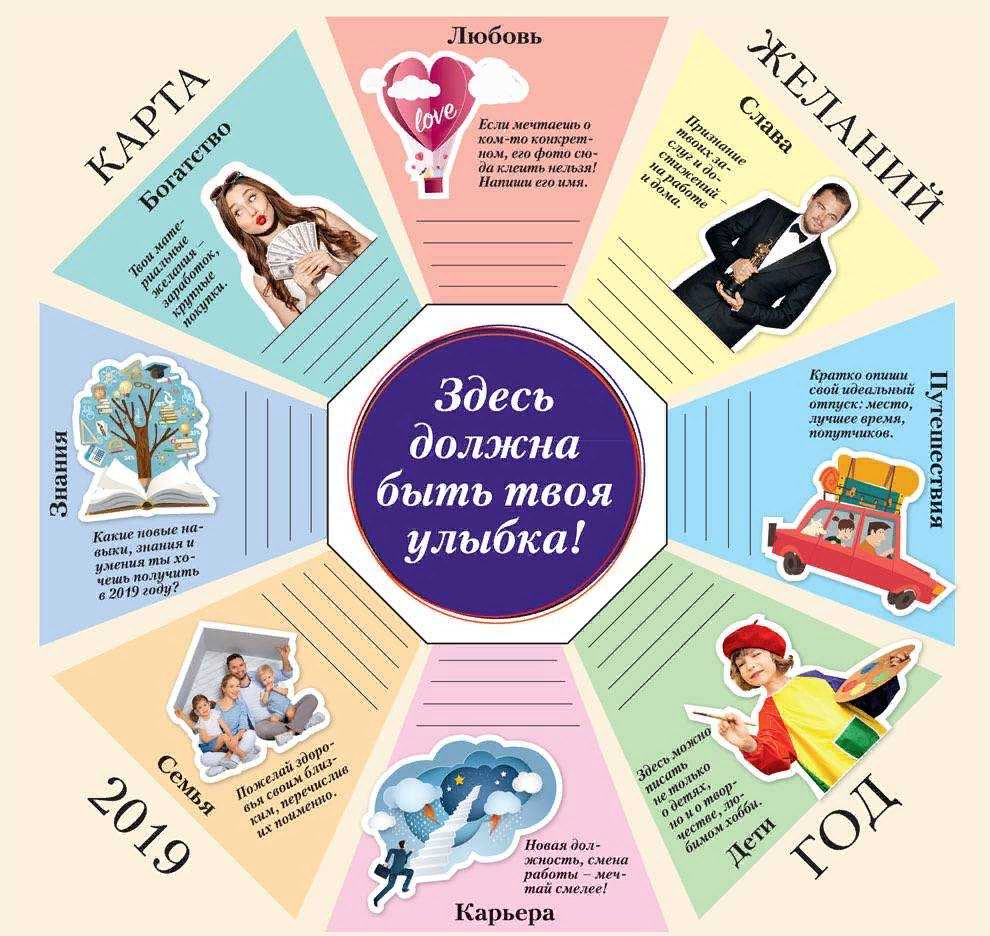 КАРТА
ЖЕЛАНИЙ
2019
ГОД
Любовь
love
Если мечтаешь о
ком-то конкрет-
ном, его фото сю-
да клеить нельзя!
Напиши его имя.
Слава
Признание
твоих за-
слуг и до-
стижений –
на работе
и дома.
Путешествия
Кратко опиши
свой идеальный
отпуск: место,
лучшее время,
попутчиков.
Дети
Здесь можно
писать
не только
о детях,
но и о твор-
честве, лю-
бимом хобби.
Карьера
Новая дол-
жность, смена
работы – меч-
тай смелее!
Семья
Пожелай здоро-
вья своим близ-
ким, перечислив
их поименно.
Знания
Какие новые на-
выки, знания и
умения ты хо-
чешь получить
в 2019 году?
Богатство
Твои мате-
риальные
желания –
заработок,
крупные
покупки.
Здесь
должна
быть твоя
улыбка!